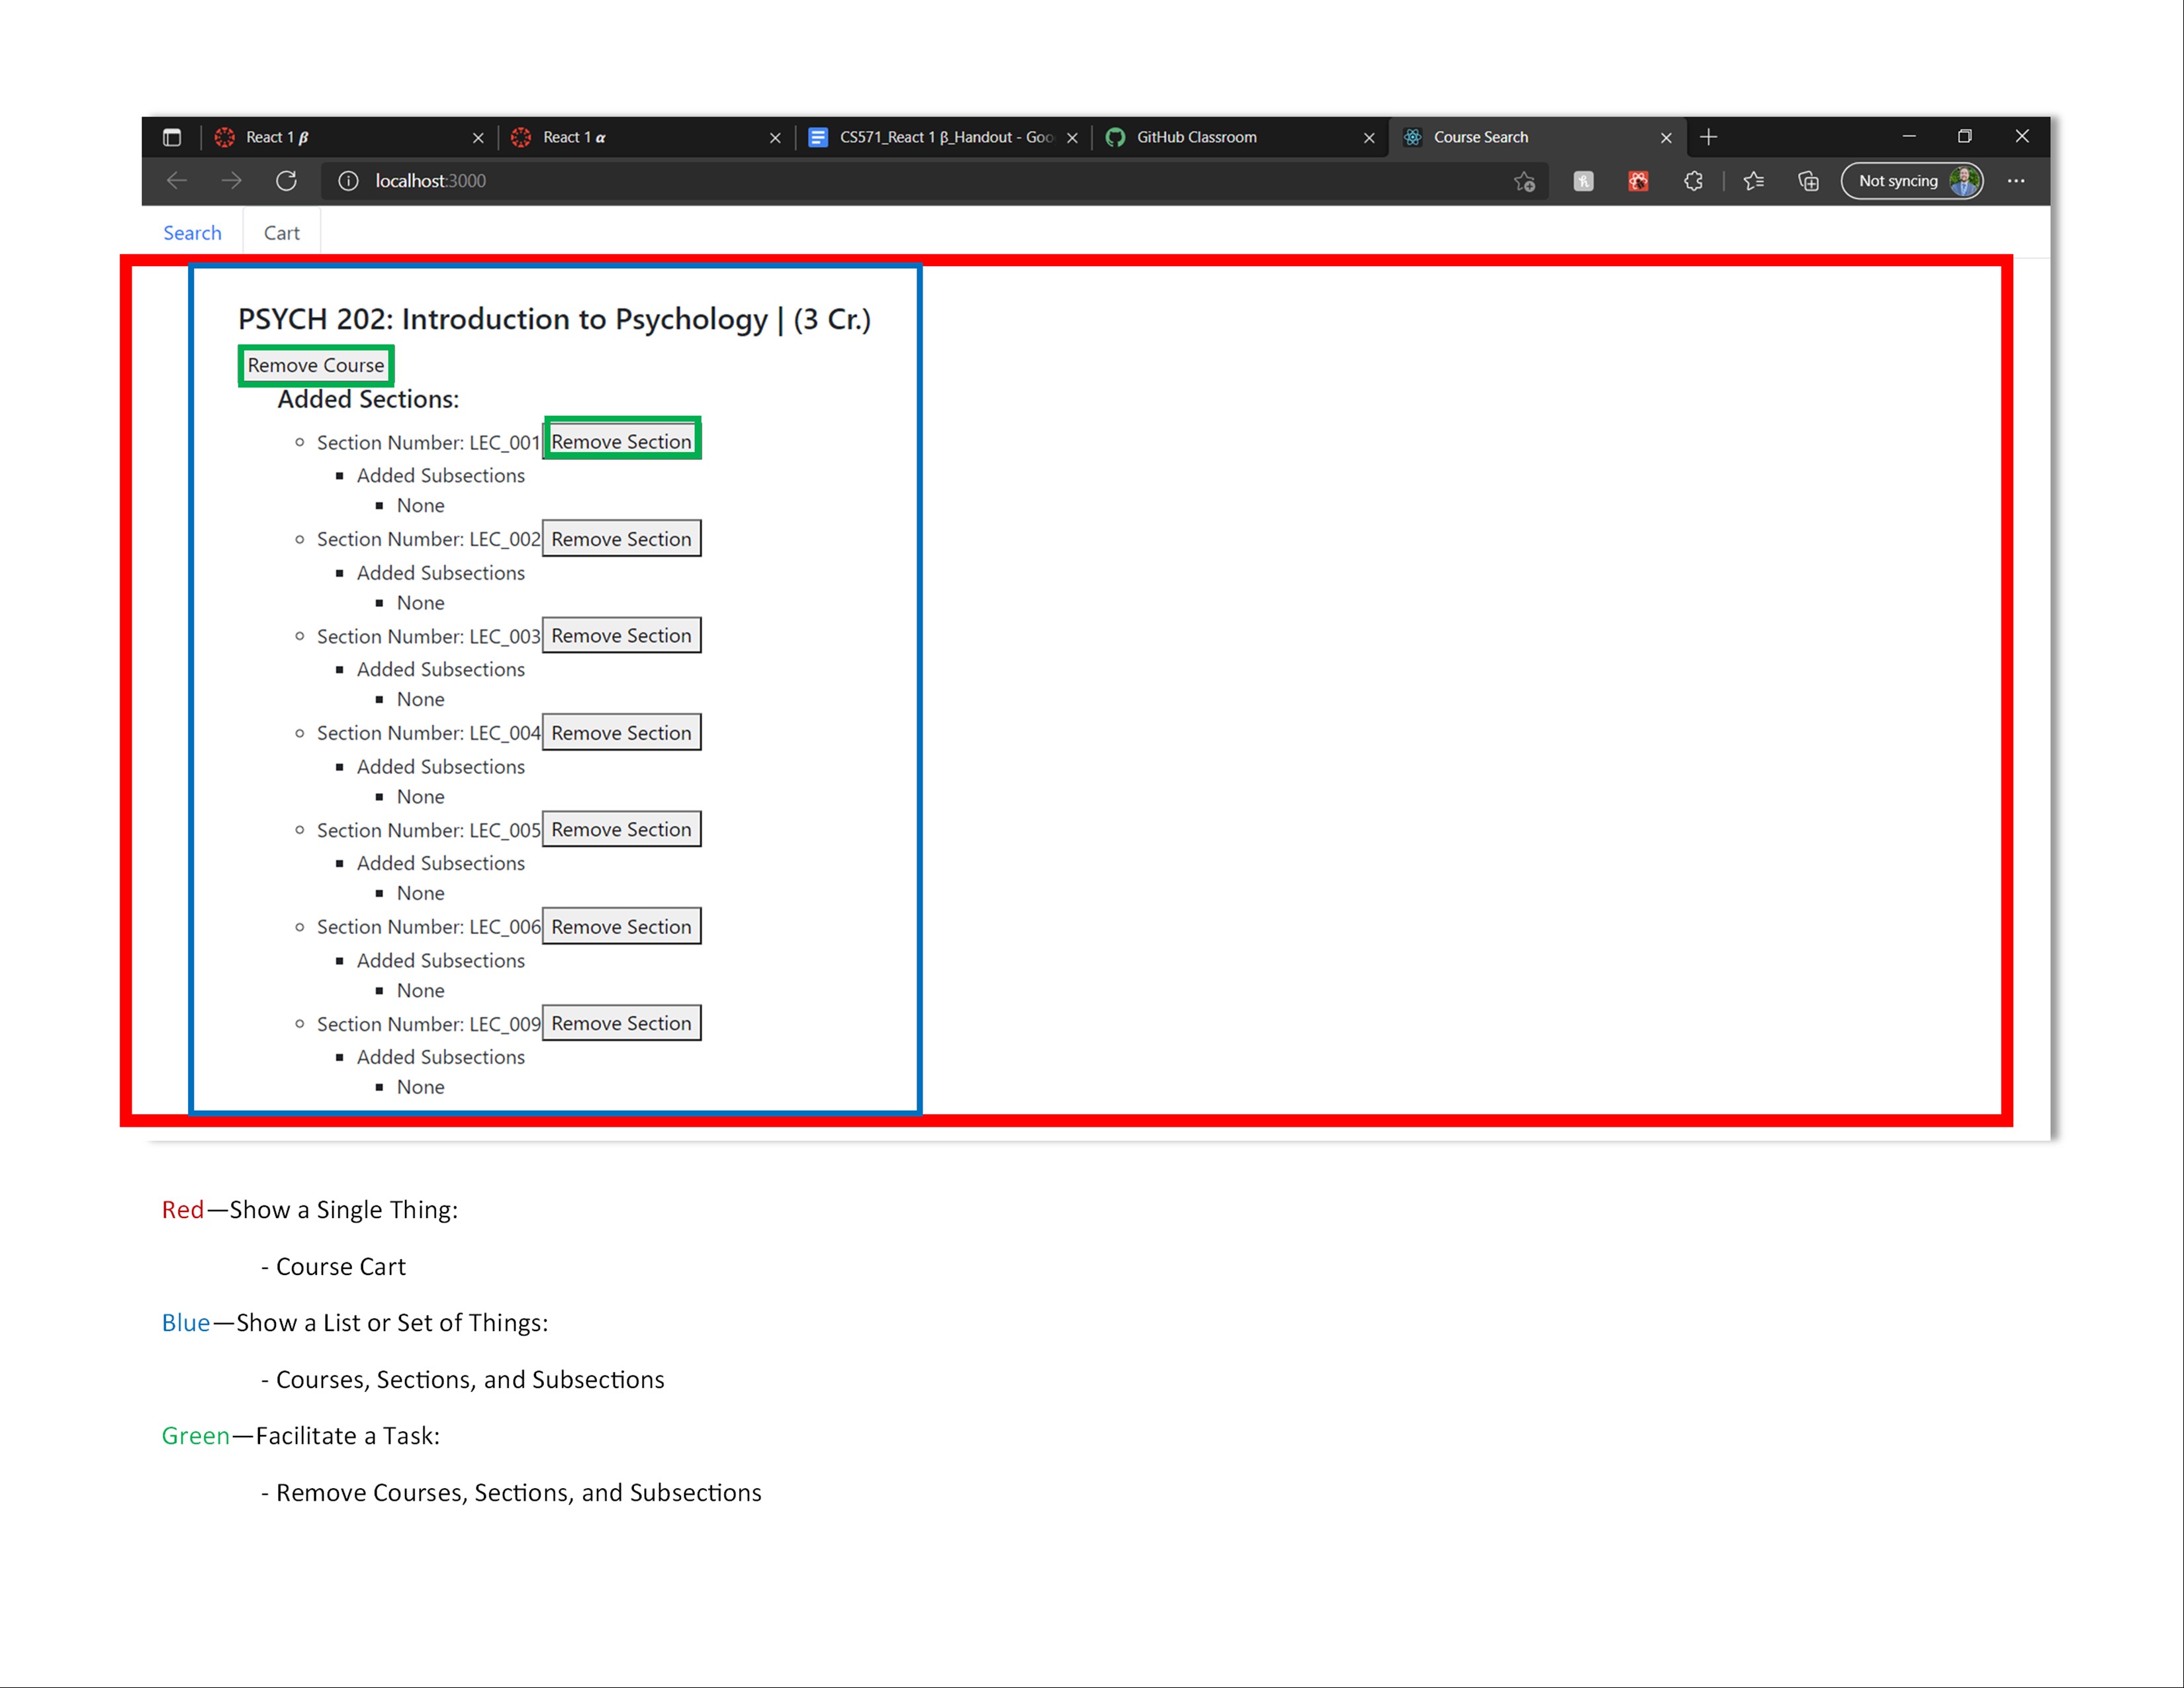 React 1 β
React 1 α
CS571_React 1 β_Handout - Goo
GitHub Classroom
Course Search
localhost:3000
Not syncing
Search
Cart
PSYCH 202: Introduction to Psychology | (3 Cr.)
Remove Course
Added Sections:
Section Number: LEC_001 Remove Section
Added Subsections
None
Section Number: LEC_002 Remove Section
Added Subsections
None
Section Number: LEC_003 Remove Section
Added Subsections
None
Section Number: LEC_004 Remove Section
Added Subsections
None
Section Number: LEC_005 Remove Section
Added Subsections
None
Section Number: LEC_006 Remove Section
Added Subsections
None
Section Number: LEC_009 Remove Section
Added Subsections
None
Red—Show a Single Thing:
- Course Cart
Blue—Show a List or Set of Things:
- Courses, Sections, and Subsections
Green—Facilitate a Task:
- Remove Courses, Sections, and Subsections